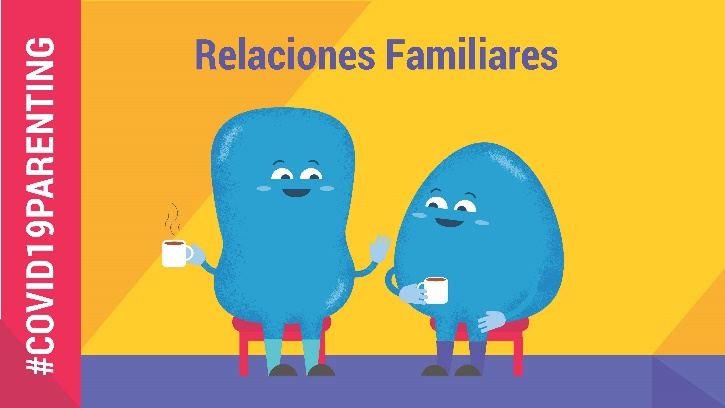 #COVID19PARENTING
Relaciones Familiares